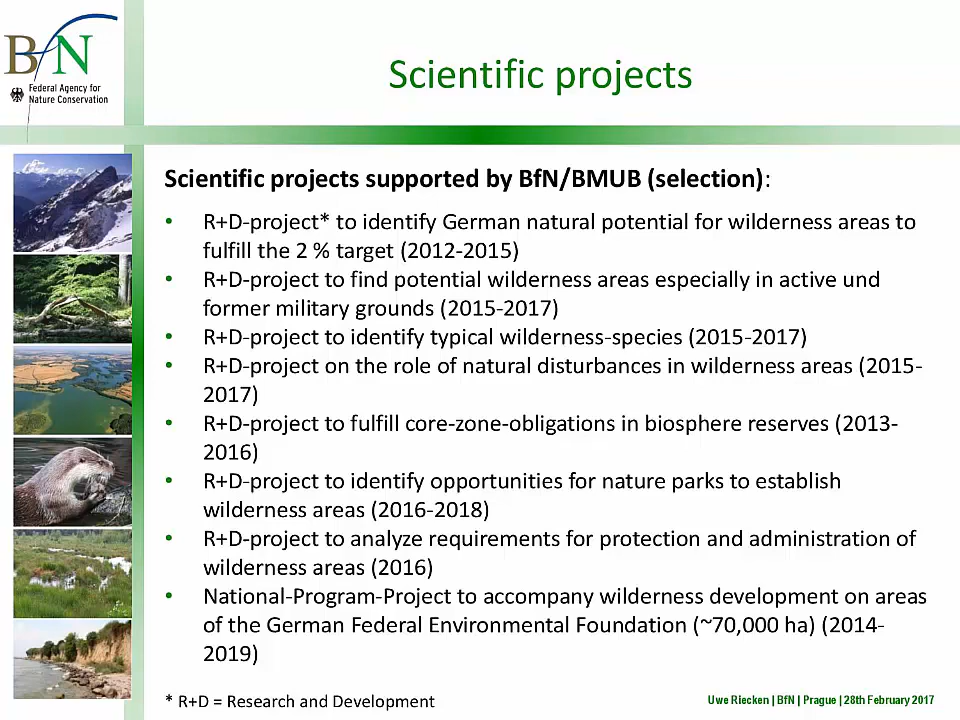 BfN
Federal Agency for
Nature Conservation
Scientific projects
Scientific projects supported by BfN/BMUB (selection):
• R+D-project* to identify German natural potential for wilderness areas to
fulfill the 2 % target (2012-2015)
• R+D-project to find potential wilderness areas especially in active und
former military grounds (2015-2017)
• R+D-project to identify typical wilderness-species (2015-2017)
• R+D-project on the role of natural disturbances in wilderness areas (2015-
2017)
• R+D-project to fulfill core-zone-obligations in biosphere reserves (2013-
2016)
• R+D-project to identify opportunities for nature parks to establish
wilderness areas (2016-2018)
• R+D-project to analyze requirements for protection and administration of
wilderness areas (2016)
• National-Program-Project to accompany wilderness development on areas
of the German Federal Environmental Foundation (~70,000 ha) (2014-
2019)
* R+D = Research and Development
Uwe Riecken | BfN | Prague | 28th February 2017